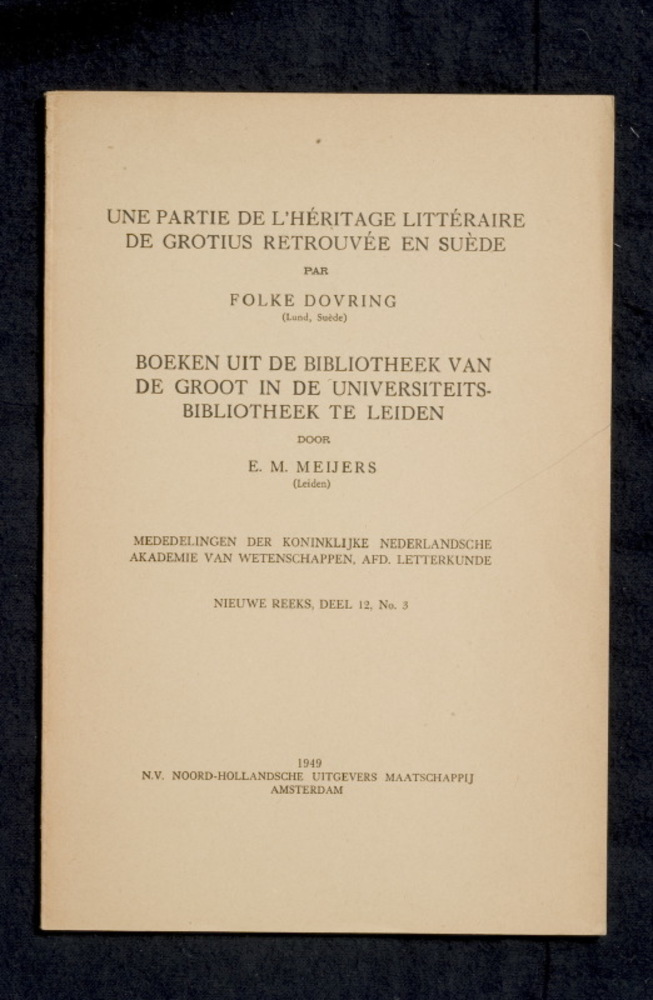 UNE PARTIE DE L'HÉRITAGE LITTÉRAIRE
DE GROTIUS RETROUVÉE EN SUÈDE
PAR
FOLKE DOVRING
(Lund, Suède)
BOEKEN UIT DE BIBLIOTHEEK VAN
DE GROOT IN DE UNIVERSITEITS-
BIBLIOTHEEK TE LEIDEN
DOOR
E. M. MEIJERS
(Leiden)
MEDEDELINGEN DER KONINKLIJKE NEDERLANDSCHE
AKADEMIE VAN WETENSCHAPPEN, AFD. LETTERKUNDE
NIEUWE REEKS, DEEL 12, No. 3
1949
N.V. NOORD-HOLLANDSCHE UITGEVERS MAATSCHAPPIJ
AMSTERDAM